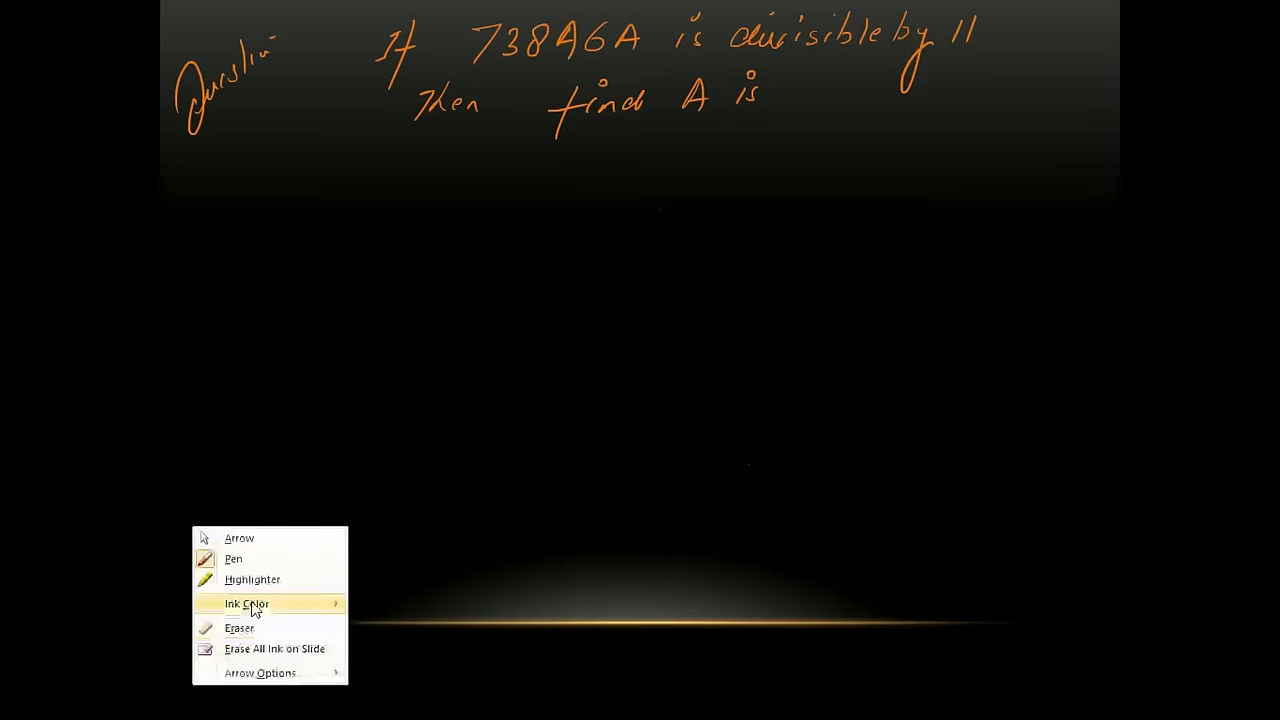 Question If 738A6A is divisible by 11
Then find A is
Arrow
Pen
Highlighter
Ink Color
Eraser
Erase All Ink on Slide
Arrow Options